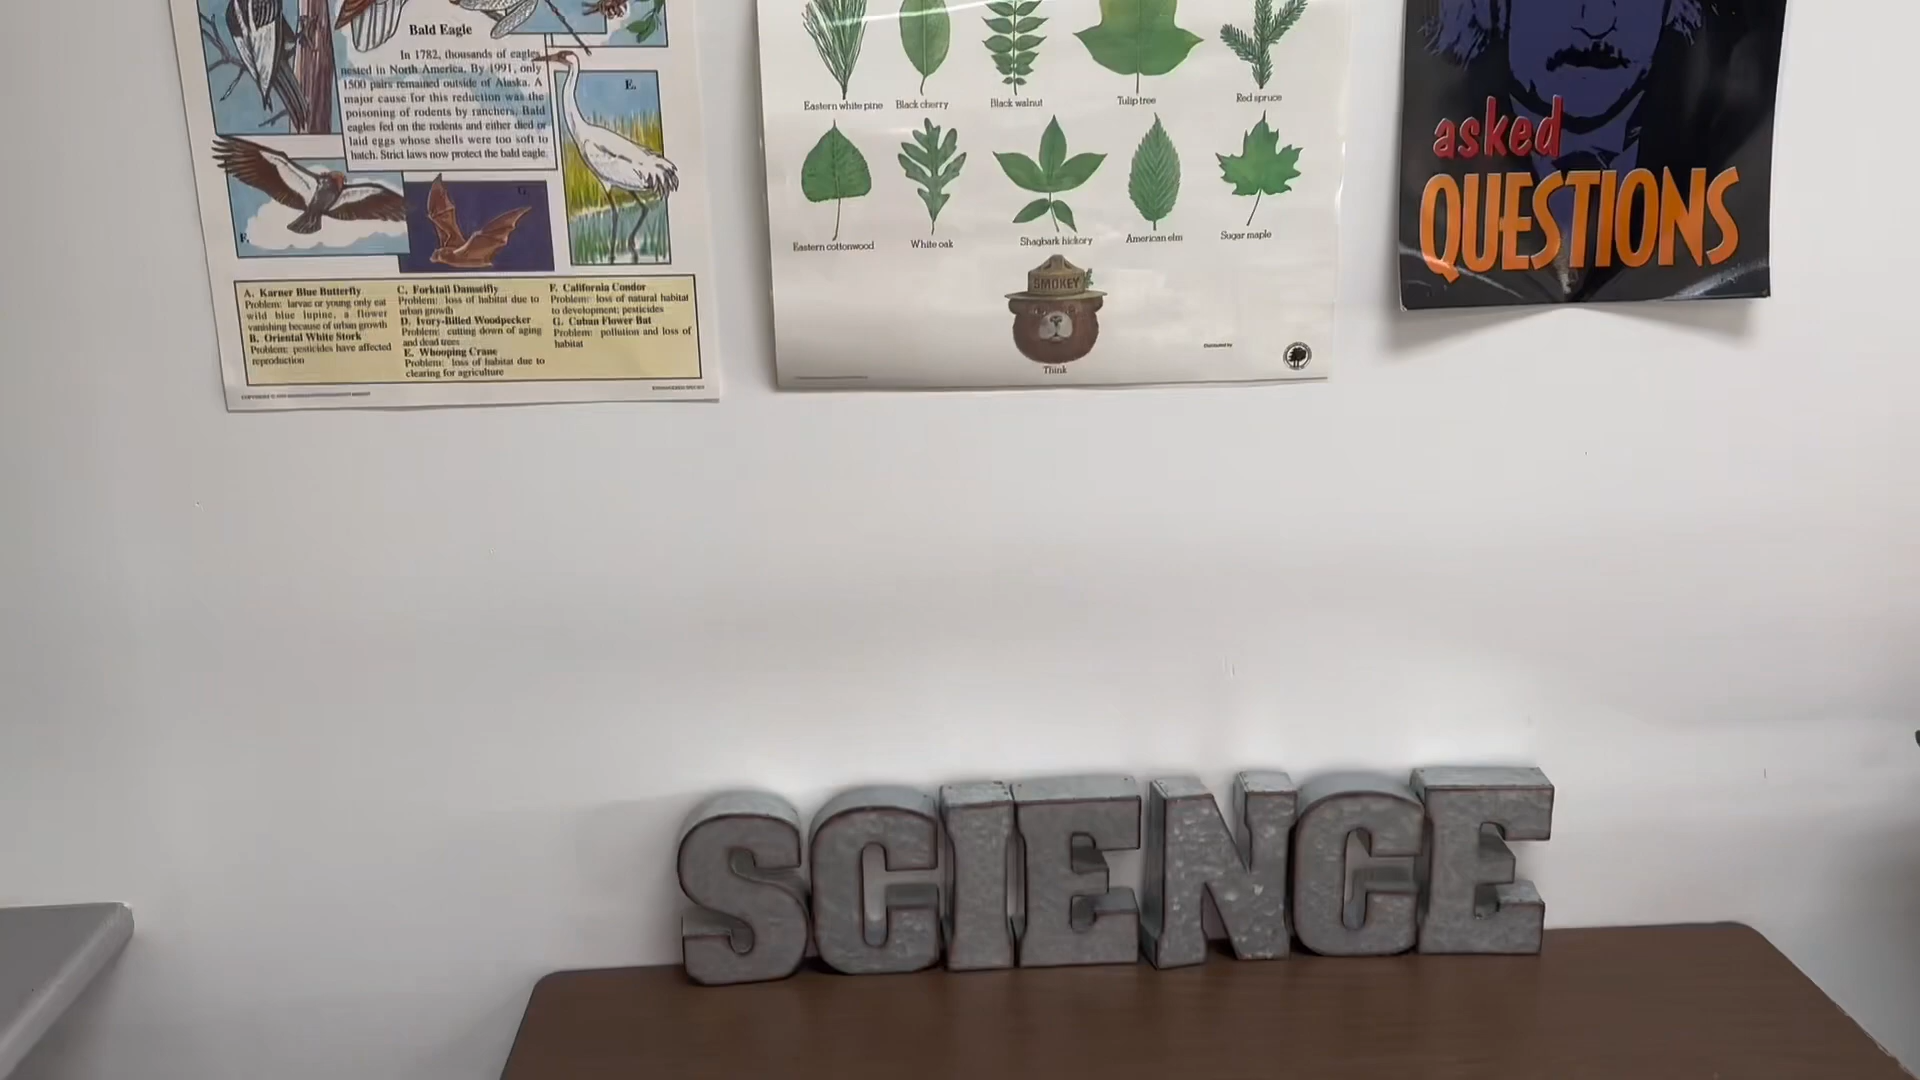 Bald Eagle
In 1782, thousands of eagles
nested in North America. By 1991, only
1500 pairs remained outside of Alaska. A
major cause for this reduction was the
poisoning of rodents by ranchers. Bald
eagles fed on the rodents and either died or
laid eggs whose shells were too soft to
hatch. Strict laws now protect the bald eagle.
E.
F.
G.
A. Karner Blue Butterfly
Problem: larvae or young only eat
wild blue lupine, a flower
vanishing because of urban growth
B. Oriental White Stork
Problem: pesticides have affected
reproduction
C. Forktail Damselfly
Problem: loss of habitat due to
urban growth
D. Ivory-Billed Woodpecker
Problem: cutting down of aging
and dead trees
E. Whooping Crane
Problem: loss of habitat due to
clearing for agriculture
F. California Condor
Problem: loss of natural habitat
to development; pesticides
G. Cuban Flower Bat
Problem: pollution and loss of
habitat
Eastern white pine
Black cherry
Black walnut
Tulip tree
Red spruce
Eastern cottonwood
White oak
Shagbark hickory
American elm
Sugar maple
SMOKEY
Think
asked
QUESTIONS
SCIENCE